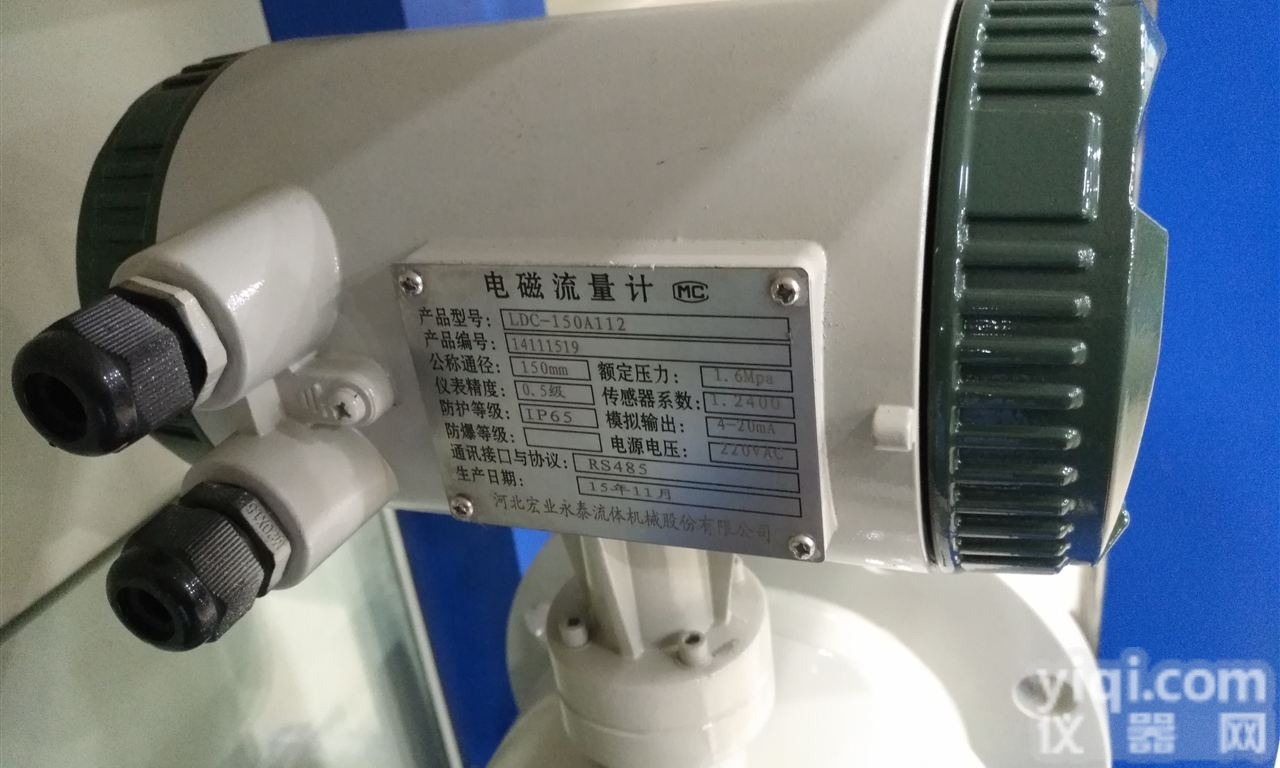 电磁流量计 MC
产品型号: LDC-150A112
产品编号: 14111519
公称通径: 150mm 额定压力: 1.6Mpa
仪表精度: 0.5级 传感器系数: 1.2400
防护等级: IP65 模拟输出: 4-20mA
防爆等级: 电源电压: 220VAC
通讯接口与协议: RS485
生产日期: 15年11月
河北宏业永泰流体机械股份有限公司
yiqi.com
仪器网